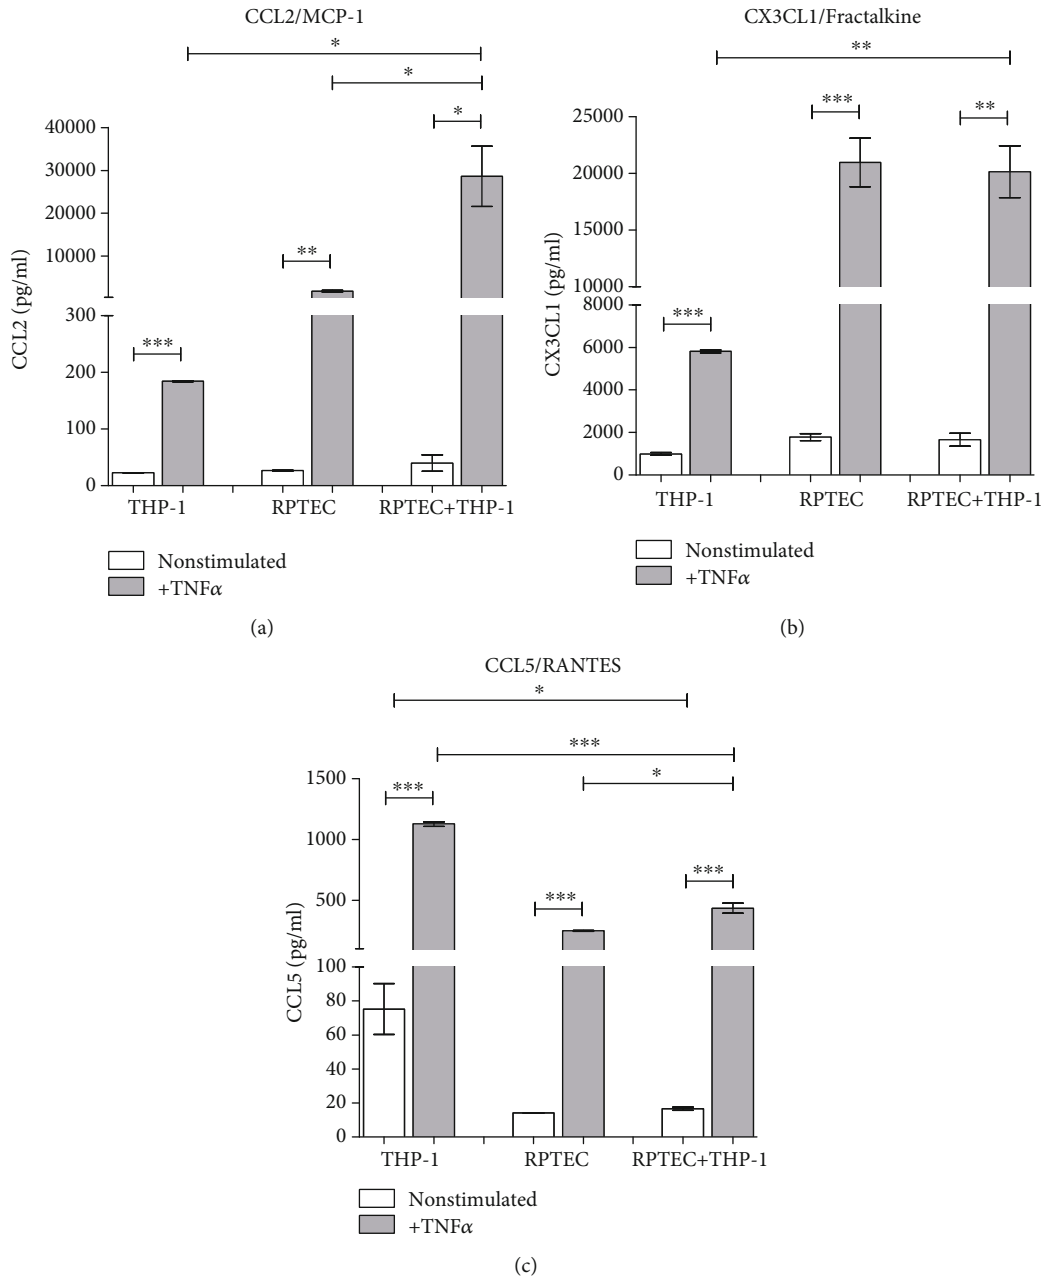 CCL2/MCP-1
*
*
*
**
***
40000
30000
20000
10000
300
200
100
0
CCL2 (pg/ml)
THP-1 RPTEC RPTEC+THP-1
Nonstimulated
+TNFα
(a)
CX3CL1/Fractalkine
**
***
**
***
25000
20000
15000
10000
8000
6000
4000
2000
0
CX3CL1 (pg/ml)
THP-1 RPTEC RPTEC+THP-1
Nonstimulated
+TNFα
(b)
CCL5/RANTES
*
***
*
***
***
***
1500
1000
500
100
80
60
40
20
0
CCL5 (pg/ml)
THP-1 RPTEC RPTEC+THP-1
Nonstimulated
+TNFα
(c)